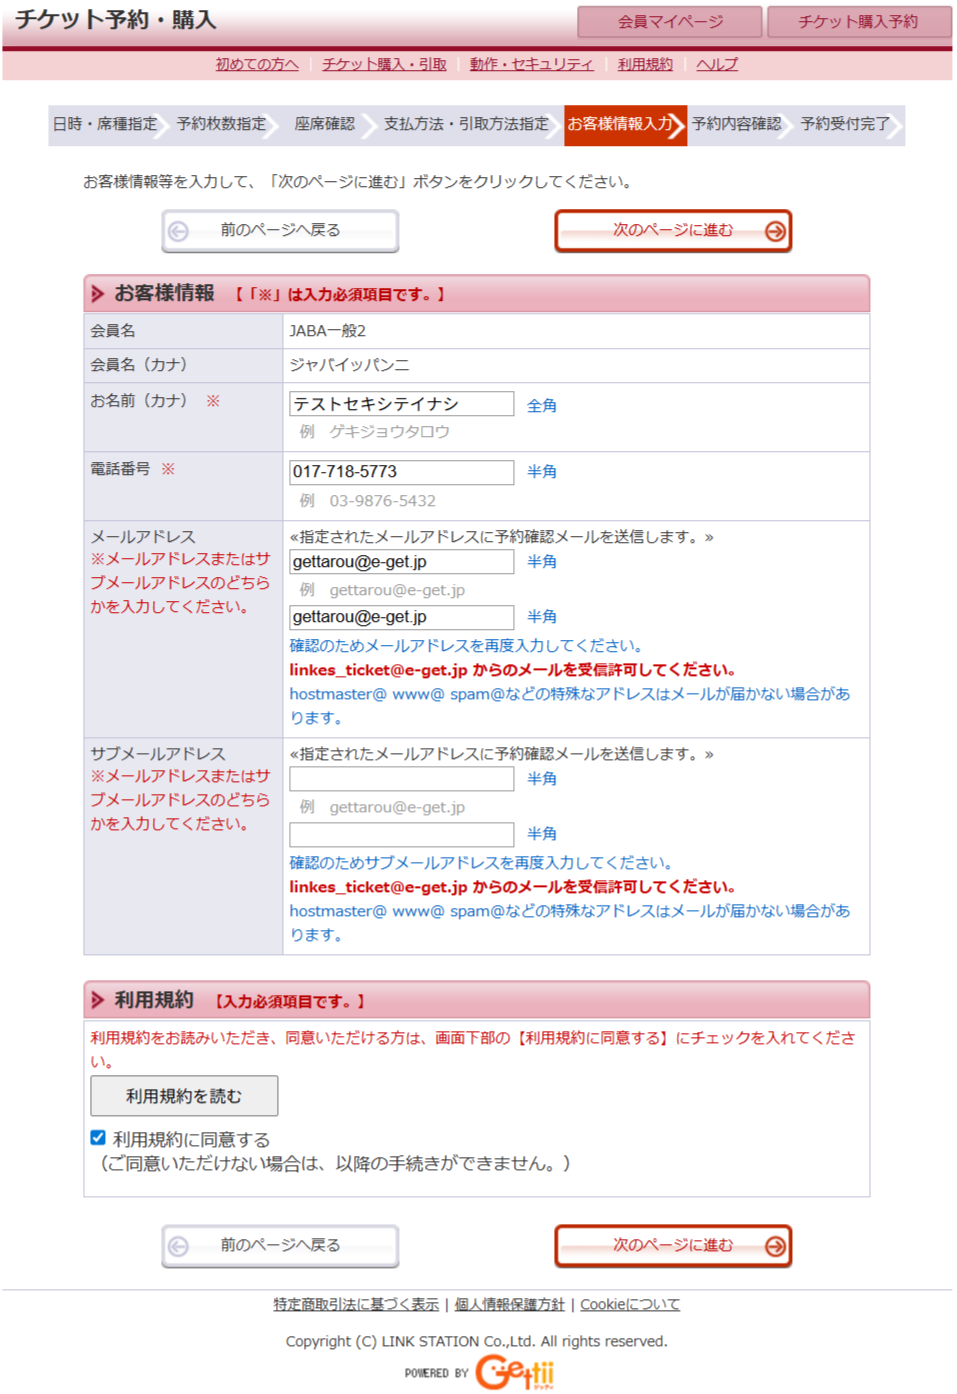 チケット予約・購入
会員マイページ
チケット購入予約
初めての方へ | チケット購入・引取 | 動作・セキュリティ | 利用規約 | ヘルプ
日時・席種指定 予約枚数指定 座席確認 支払方法・引取方法指定 お客様情報入力 予約内容確認 予約受付完了
お客様情報等を入力して、「次のページに進む」ボタンをクリックしてください。
前のページへ戻る
次のページに進む
お客様情報 【「※」は入力必須項目です。】
会員名 JABA一般2
会員名（カナ） ジャバイッパンニ
お名前（カナ） ※ テストセキシテイナシ 全角
例 ゲキジョウタロウ
電話番号 ※ 017-718-5773 半角
例 03-9876-5432
メールアドレス
※メールアドレスまたはサ
ブメールアドレスのどちら
かを入力してください。
«指定されたメールアドレスに予約確認メールを送信します。»
gettarou@e-get.jp 半角
例 gettarou@e-get.jp
gettarou@e-get.jp 半角
確認のためメールアドレスを再度入力してください。
linkes_ticket@e-get.jp からのメールを受信許可してください。
hostmaster@ www@ spam@などの特殊なアドレスはメールが届かない場合があ
ります。
サブメールアドレス
※メールアドレスまたはサ
ブメールアドレスのどちら
かを入力してください。
«指定されたメールアドレスに予約確認メールを送信します。»
半角
例 gettarou@e-get.jp
半角
確認のためサブメールアドレスを再度入力してください。
linkes_ticket@e-get.jp からのメールを受信許可してください。
hostmaster@ www@ spam@などの特殊なアドレスはメールが届かない場合があ
ります。
利用規約 【入力必須項目です。】
利用規約をお読みいただき、同意いただける方は、画面下部の【利用規約に同意する】にチェックを入れてくださ
い。
利用規約を読む
利用規約に同意する
（ご同意いただけない場合は、以降の手続きができません。）
前のページへ戻る
次のページに進む
特定商取引法に基づく表示 | 個人情報保護方針 | Cookieについて
Copyright (C) LINK STATION Co.,Ltd. All rights reserved.
POWERED BY Gettii
ゲッティ